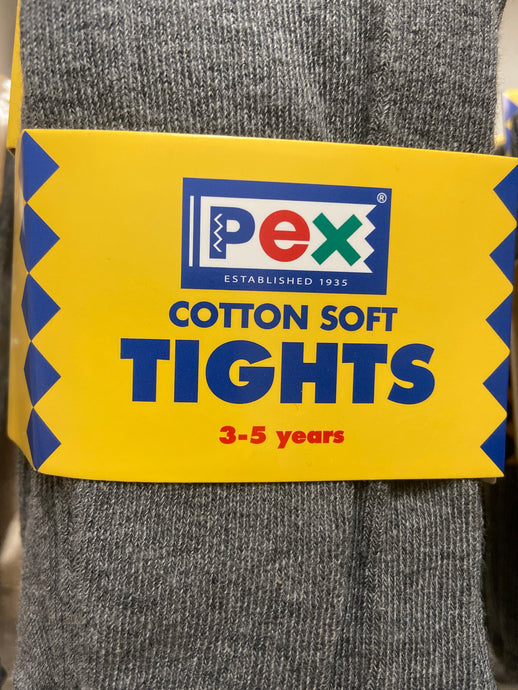 pex®
ESTABLISHED 1935
COTTON SOFT
TIGHTS
3-5 years